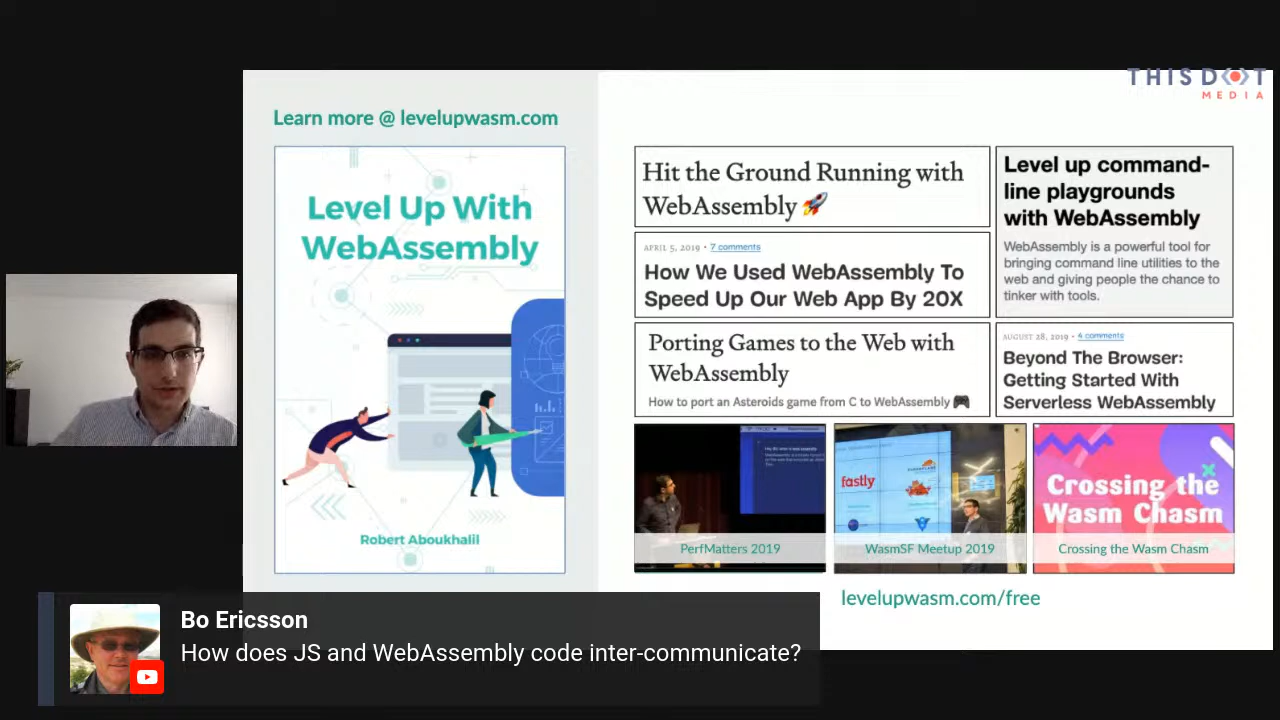 THIS DOT
MEDIA
Learn more @ levelupwasm.com
Level Up With
WebAssembly
Robert Aboukhalil
Hit the Ground Running with
WebAssembly 🚀
APRIL 5, 2019 • 7 comments
How We Used WebAssembly To
Speed Up Our Web App By 20X
Porting Games to the Web with
WebAssembly
How to port an Asteroids game from C to WebAssembly 🎮
Level up command-
line playgrounds
with WebAssembly
WebAssembly is a powerful tool for
bringing command line utilities to the
web and giving people the chance to
tinker with tools.
AUGUST 28, 2019 • 4 comments
Beyond The Browser:
Getting Started With
Serverless WebAssembly
PerfMatters 2019
fastly
WasmSF Meetup 2019
Crossing the
Wasm Chasm
Crossing the Wasm Chasm
levelupwasm.com/free
Bo Ericsson
How does JS and WebAssembly code inter-communicate?